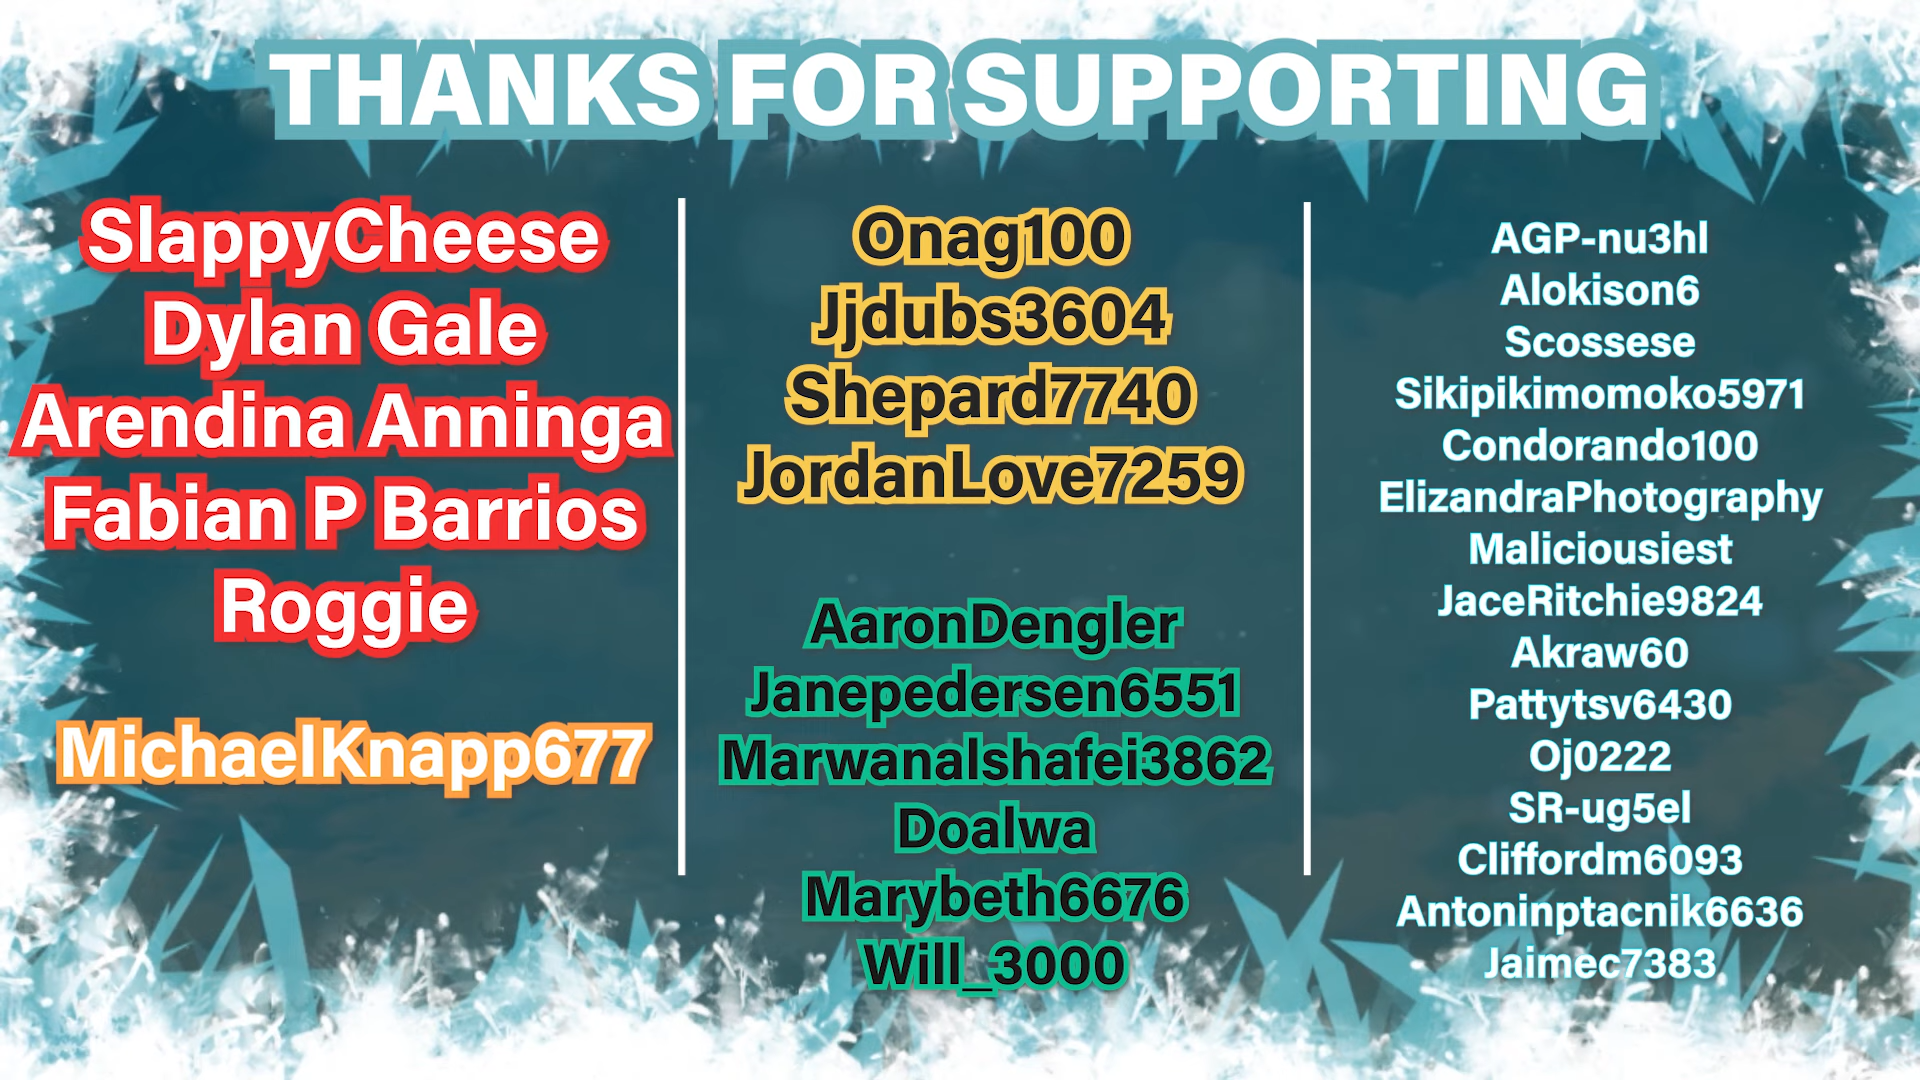 THANKS FOR SUPPORTING
SlappyCheese
Dylan Gale
Arendina Anninga
Fabian P Barrios
Roggie
MichaelKnapp677
Onag100
Jjdubs3604
Shepard7740
JordanLove7259
AaronDengler
Janepedersen6551
Marwanalshafei3862
Doalwa
Marybeth6676
Will_3000
AGP-nu3hl
Alokison6
Scossese
Sikipikimomoko5971
Condorando100
ElizandraPhotography
Maliciousiest
JaceRitchie9824
Akraw60
Pattytsv6430
Oj0222
SR-ug5el
Cliffordm6093
Antoninptacnik6636
Jaimec7383